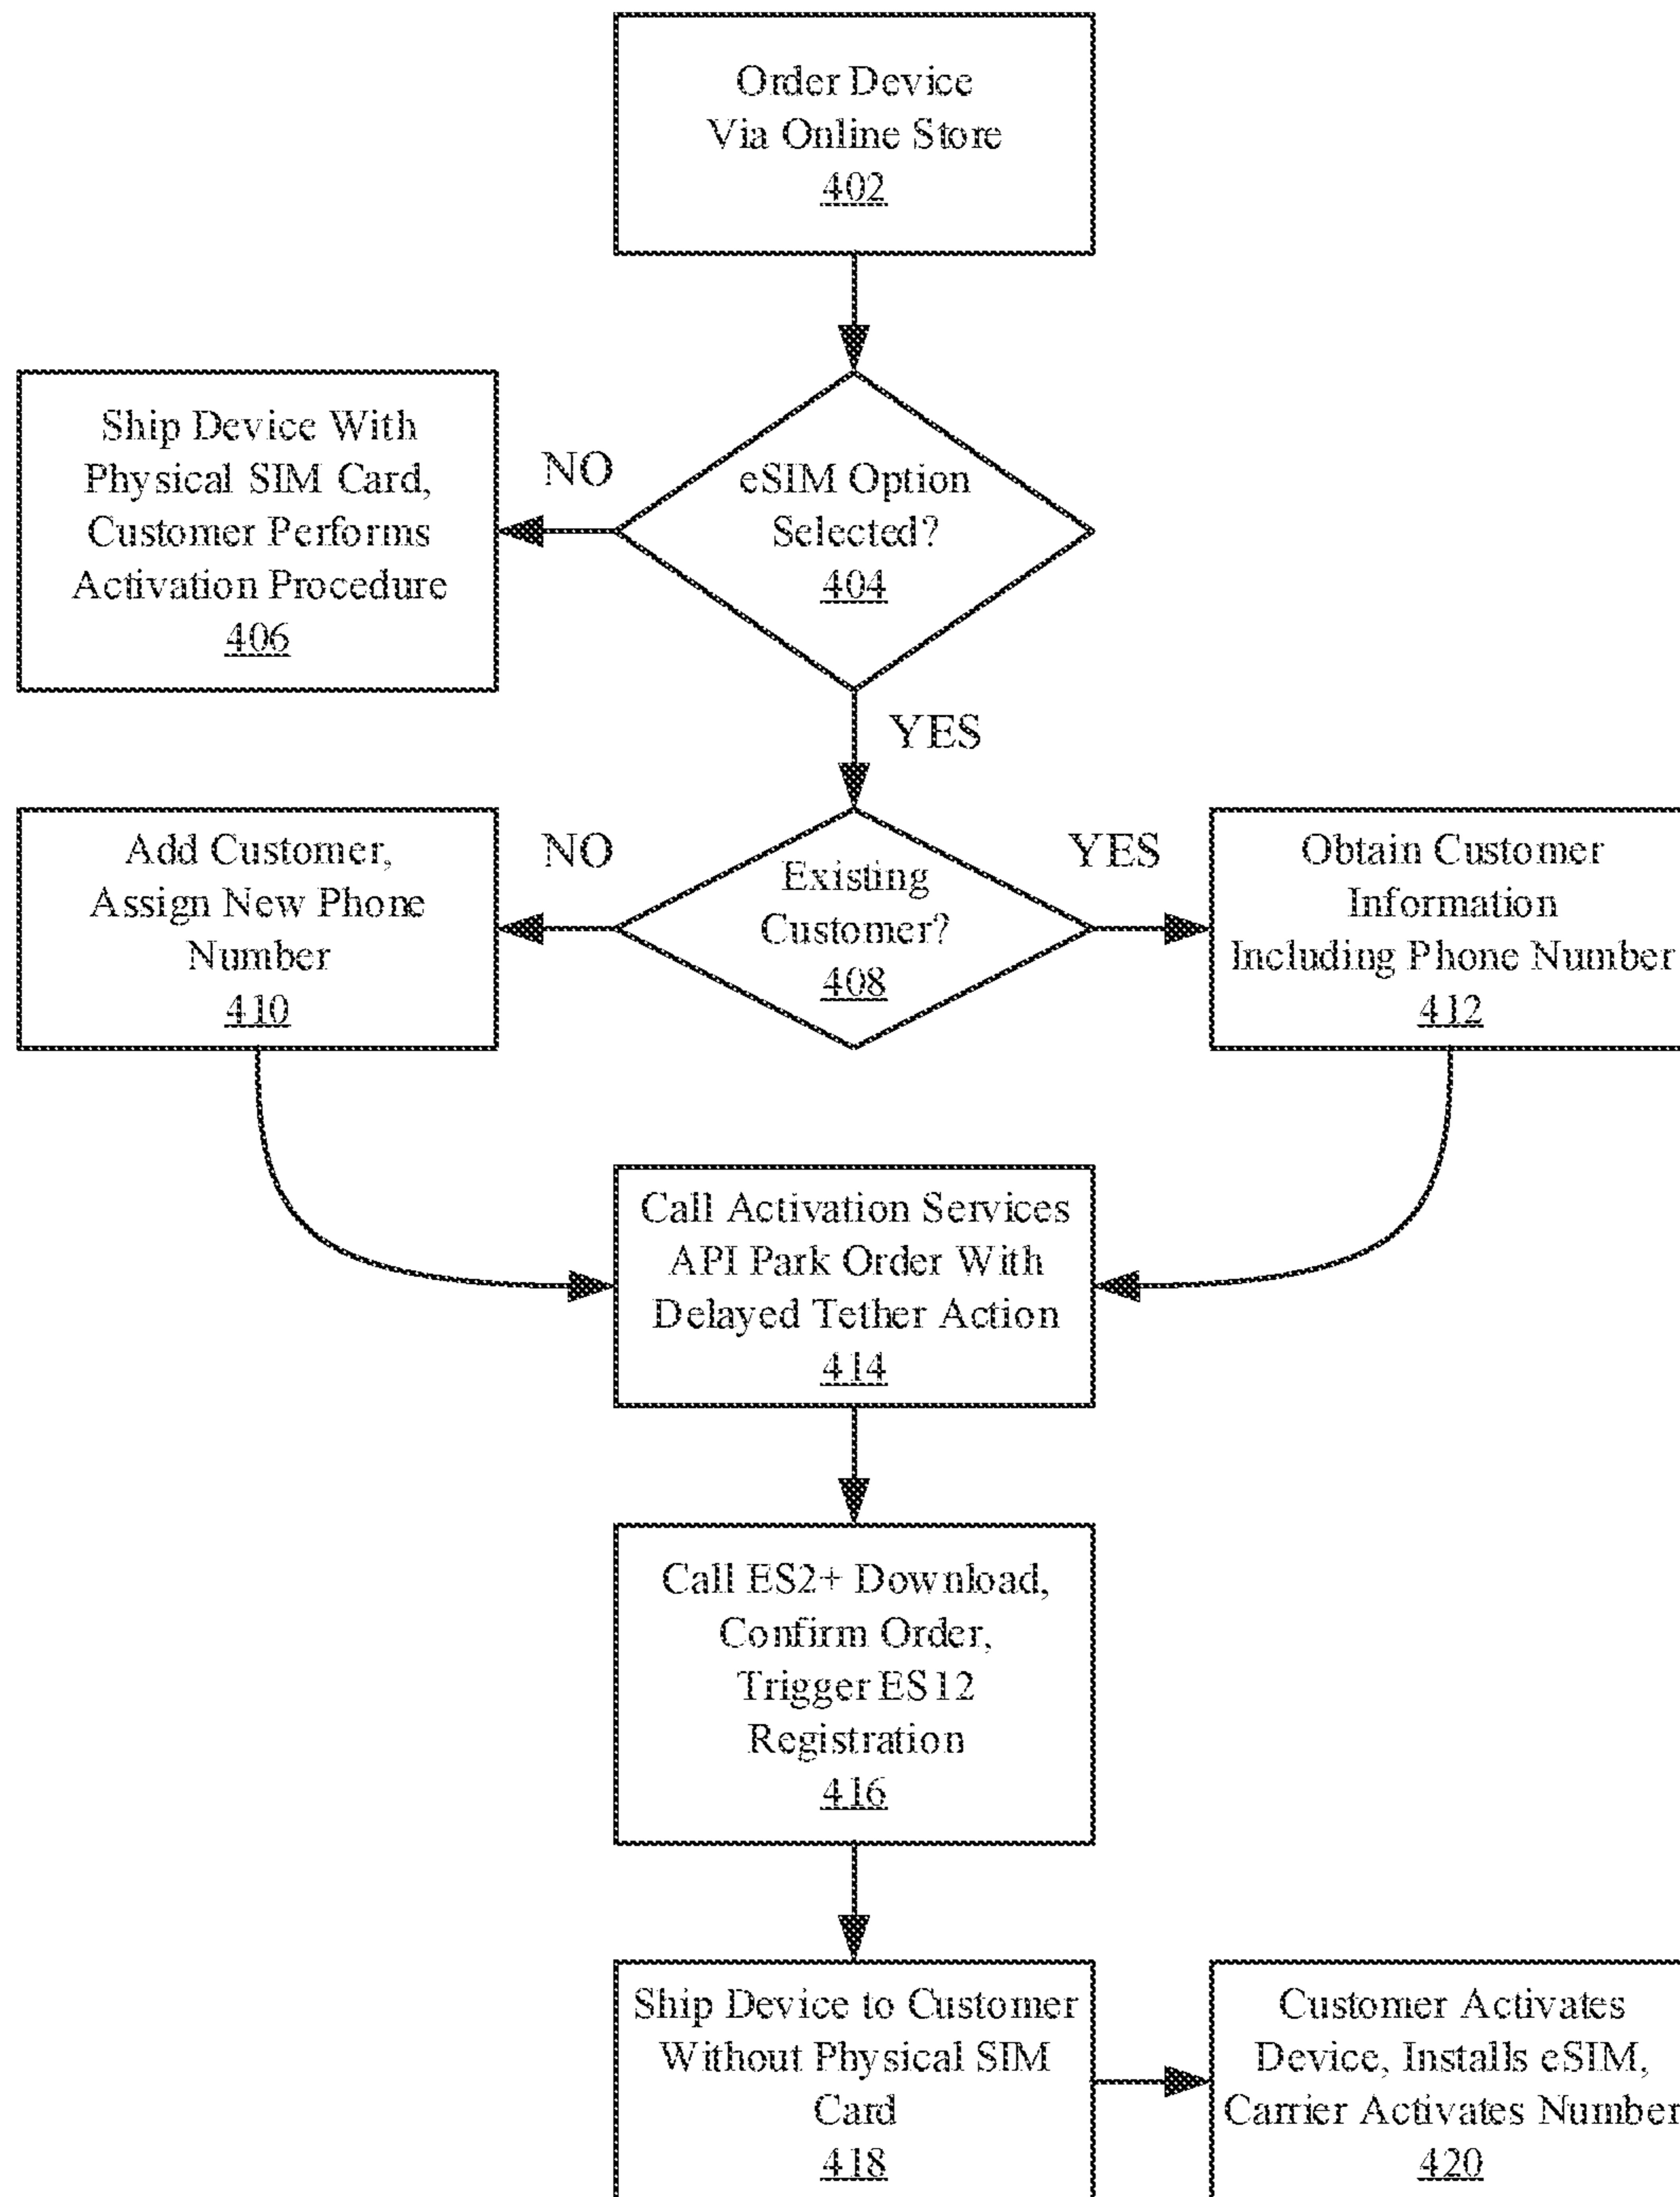 Order Device
Via Online Store
402
Ship Device With
Physical SIM Card,
Customer Performs
Activation Procedure
406
NO
eSIM Option
Selected?
404
YES
Add Customer,
Assign New Phone
Number
410
NO
Existing
Customer?
408
YES
Obtain Customer
Information
Including Phone Number
412
Call Activation Services
API Park Order With
Delayed Tether Action
414
Call ES2+ Download,
Confirm Order,
Trigger ES12
Registration
416
Ship Device to Customer
Without Physical SIM
Card
418
Customer Activates
Device, Installs eSIM,
Carrier Activates Number
420